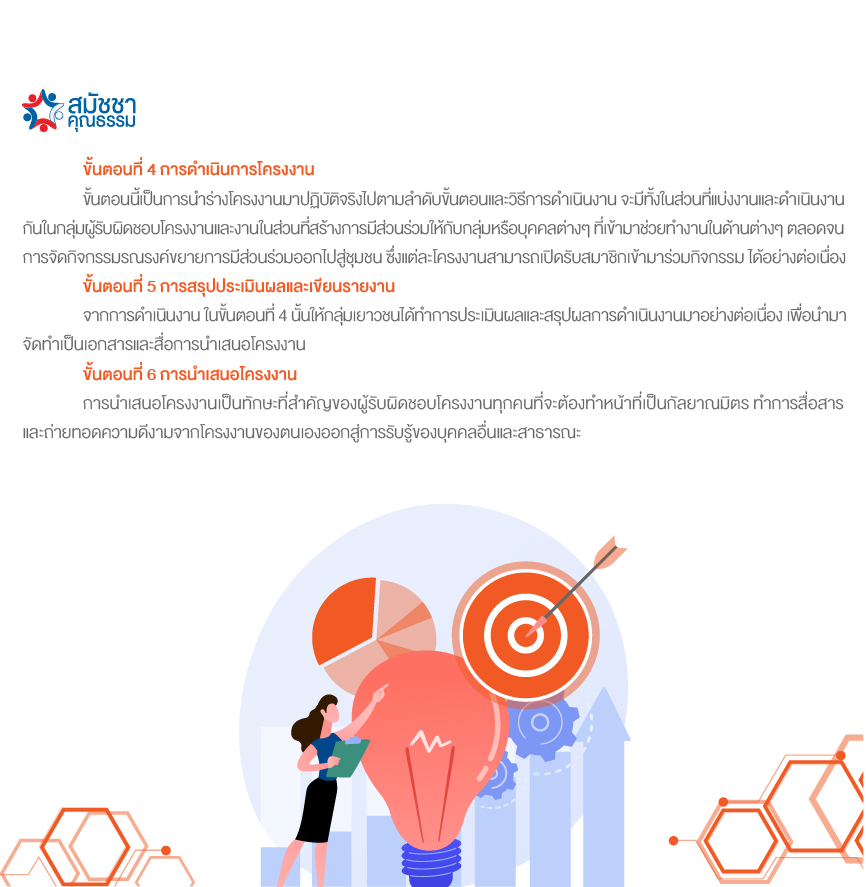 สมัชชา
คุณธรรม
ขั้นตอนที่ 4 การดำเนินการโครงงาน
ขั้นตอนนี้เป็นการนำร่างโครงงานมาปฏิบัติจริงไปตามลำดับขั้นตอนและวิธีการดำเนินงาน จะมีทั้งในส่วนที่แบ่งงานและดำเนินงาน
กันในกลุ่มผู้รับผิดชอบโครงงานและงานในส่วนที่สร้างการมีส่วนร่วมให้กับกลุ่มหรือบุคคลต่างๆ ที่เข้ามาช่วยทำงานในด้านต่างๆ ตลอดจน
การจัดกิจกรรมรณรงค์ขยายการมีส่วนร่วมออกไปสู่ชุมชน ซึ่งแต่ละโครงงานสามารถเปิดรับสมาชิกเข้ามาร่วมกิจกรรม ได้อย่างต่อเนื่อง
ขั้นตอนที่ 5 การสรุปประเมินผลและเขียนรายงาน
จากการดำเนินงาน ในขั้นตอนที่ 4 นั้นให้กลุ่มเยาวชนได้ทำการประเมินผลและสรุปผลการดำเนินงานมาอย่างต่อเนื่อง เพื่อนำมา
จัดทำเป็นเอกสารและสื่อการนำเสนอโครงงาน
ขั้นตอนที่ 6 การนำเสนอโครงงาน
การนำเสนอโครงงานเป็นทักษะที่สำคัญของผู้รับผิดชอบโครงงานทุกคนที่จะต้องทำหน้าที่เป็นกัลยาณมิตร ทำการสื่อสาร
และถ่ายทอดความดีงามจากโครงงานของตนเองออกสู่การรับรู้ของบุคคลอื่นและสาธารณะ